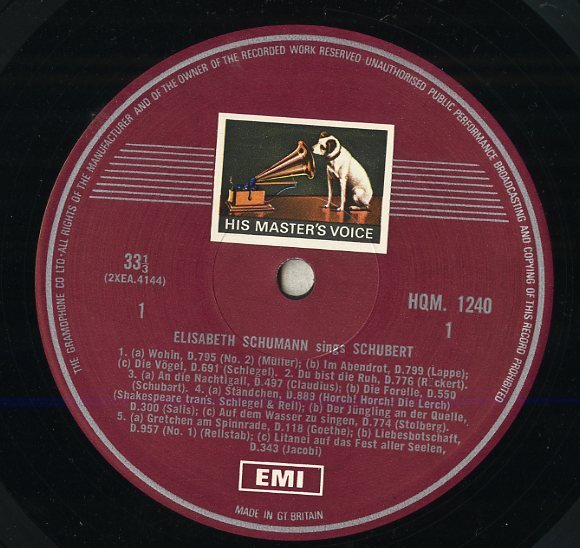 THE GRAMOPHONE CO LTD·ALL RIGHTS OF THE MANUFACTURER AND OF THE OWNER OF THE RECORDED WORK RESERVED UNAUTHORISED PUBLIC PERFORMANCE BROADCASTING AND COPYING OF THIS RECORD PROHIBITED
HIS MASTER'S VOICE
33⅓
(2XEA.4144)
1
HQM. 1240
1
ELISABETH SCHUMANN sings SCHUBERT
1. (a) Wohin, D.795 (No. 2) (Müller); (b) Im Abendrot, D.799 (Lappe);
(c) Die Vögel, D.691 (Schlegel). 2. Du bist die Ruh, D.776 (Rückert).
3. (a) An die Nachtigall, D.497 (Claudius); (b) Die Forelle, D.550
(Schubart). 4. (a) Ständchen, D.889 (Horch! Horch! Die Lerch)
(Shakespeare trans. Schlegel & Reil); (b) Der Jüngling an der Quelle,
D.300 (Salis); (c) Auf dem Wasser zu singen, D.774 (Stolberg).
5. (a) Gretchen am Spinnrade, D.118 (Goethe); (b) Liebesbotschaft,
D.957 (No. 1) (Rellstab); (c) Litanei auf das Fest aller Seelen,
D.343 (Jacobi)
EMI
MADE IN GT. BRITAIN